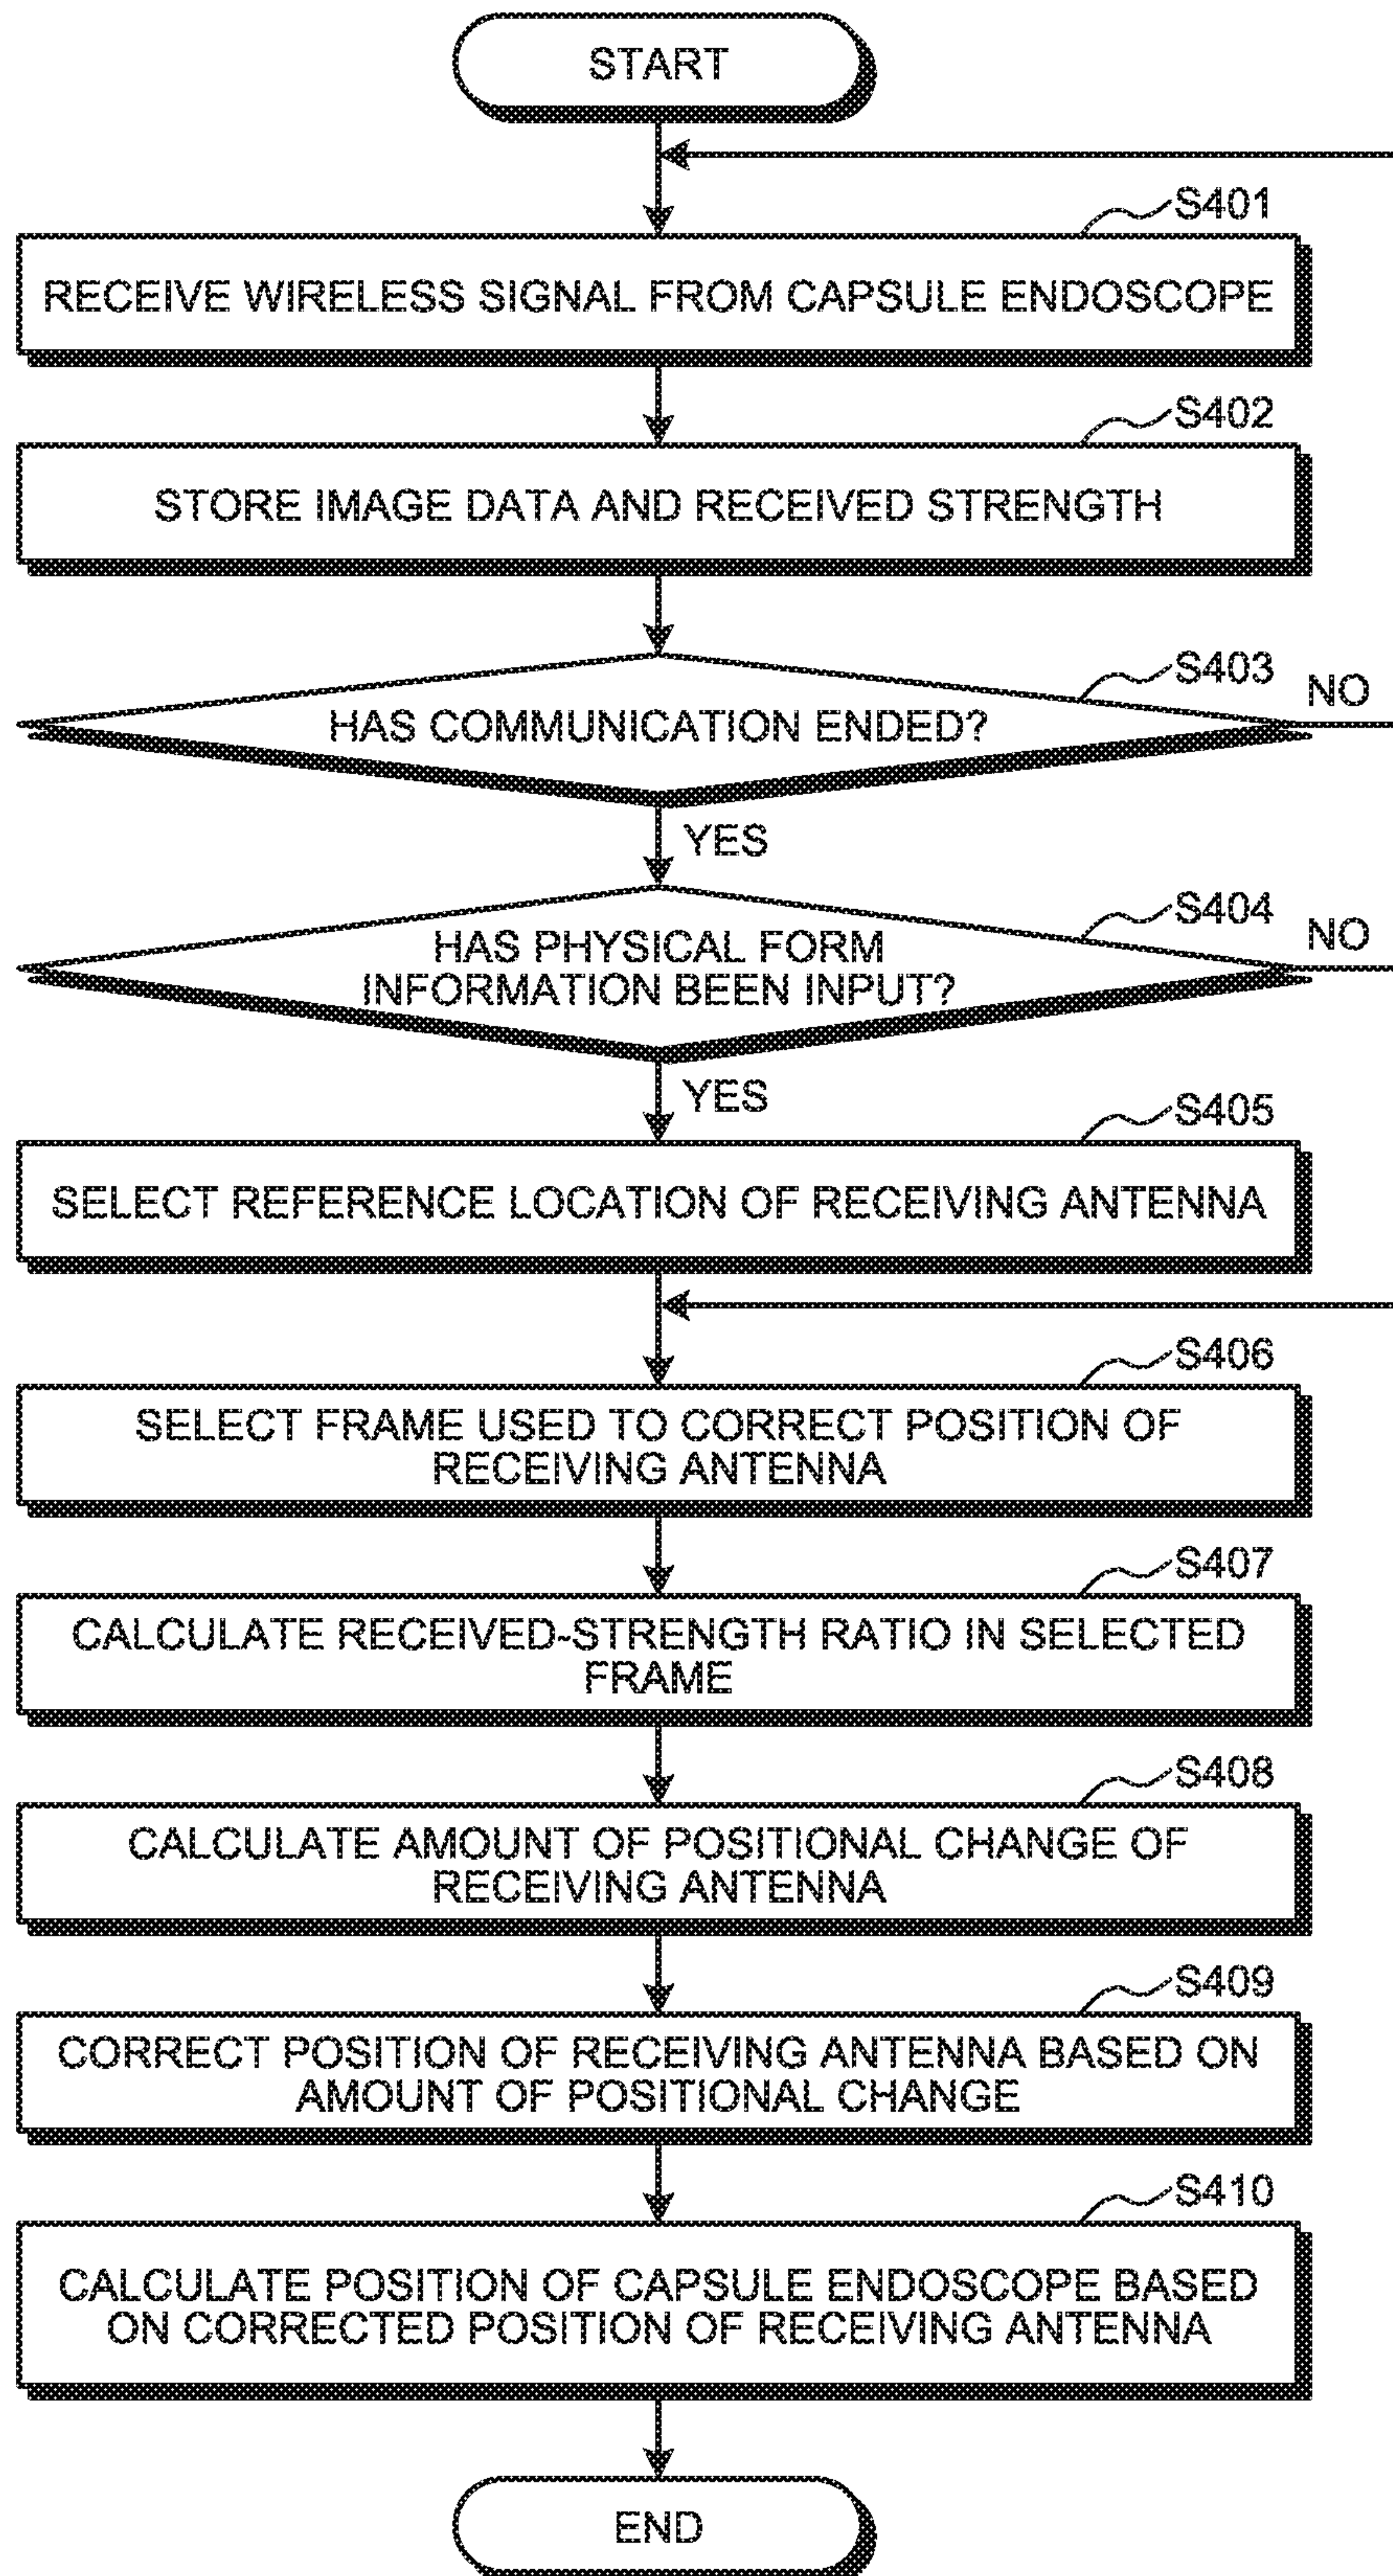 START
S401
RECEIVE WIRELESS SIGNAL FROM CAPSULE ENDOSCOPE
S402
STORE IMAGE DATA AND RECEIVED STRENGTH
S403
NO
HAS COMMUNICATION ENDED?
YES
S404
NO
HAS PHYSICAL FORM
INFORMATION BEEN INPUT?
YES
S405
SELECT REFERENCE LOCATION OF RECEIVING ANTENNA
S406
SELECT FRAME USED TO CORRECT POSITION OF
RECEIVING ANTENNA
S407
CALCULATE RECEIVED-STRENGTH RATIO IN SELECTED
FRAME
S408
CALCULATE AMOUNT OF POSITIONAL CHANGE OF
RECEIVING ANTENNA
S409
CORRECT POSITION OF RECEIVING ANTENNA BASED ON
AMOUNT OF POSITIONAL CHANGE
S410
CALCULATE POSITION OF CAPSULE ENDOSCOPE BASED
ON CORRECTED POSITION OF RECEIVING ANTENNA
END